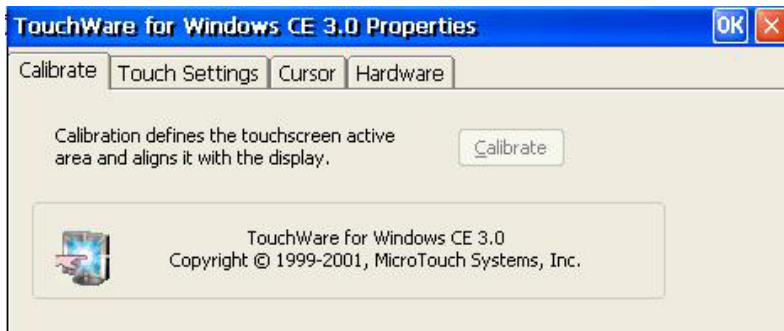 TouchWare for Windows CE 3.0 Properties OK
Calibrate Touch Settings Cursor Hardware
Calibration defines the touchscreen active
area and aligns it with the display.
Calibrate
TouchWare for Windows CE 3.0
Copyright © 1999-2001, MicroTouch Systems, Inc.